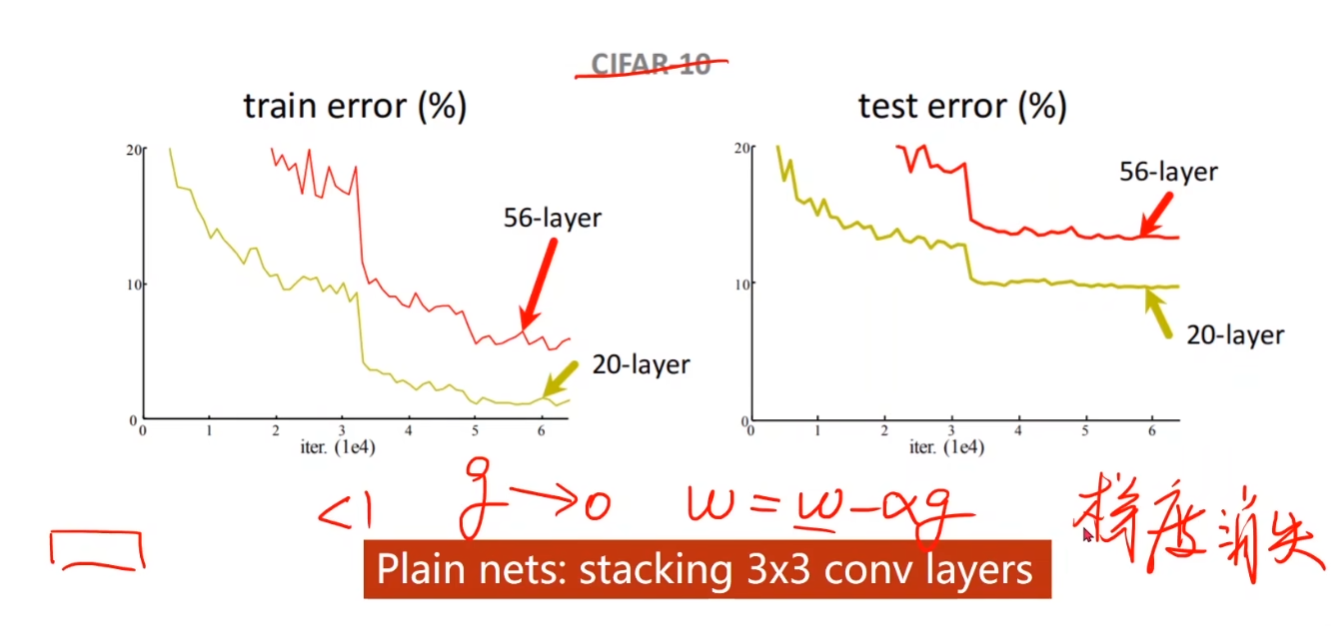 CIFAR-10
train error (%)
test error (%)
20
10
0
56-layer
20-layer
0 1 2 3 4 5 6
iter. (1e4)
20
10
0
56-layer
20-layer
0 1 2 3 4 5 6
iter. (1e4)
<1 g→0 w=w-αg 梯度消失
Plain nets: stacking 3x3 conv layers